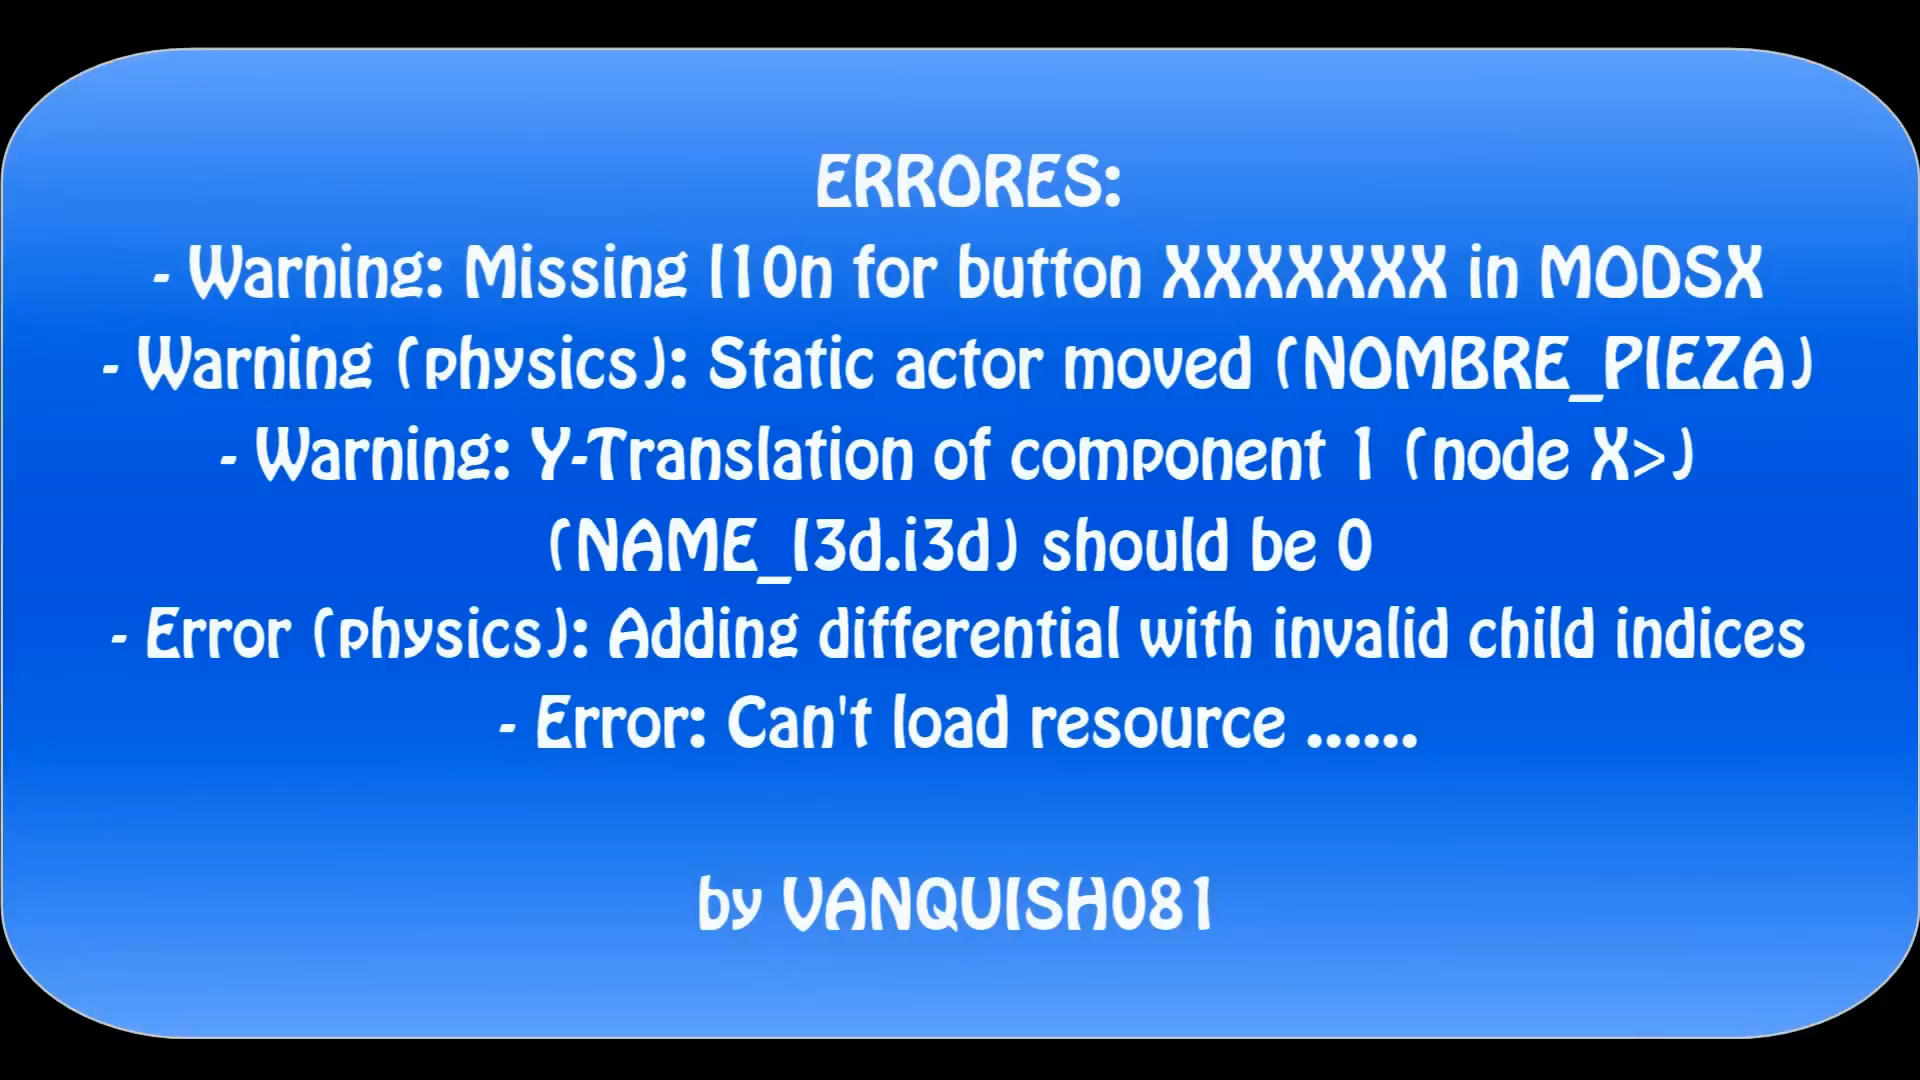 ERRORES:
- Warning: Missing l10n for button XXXXXXX in MODSX
- Warning (physics): Static actor moved (NOMBRE_PIEZA)
- Warning: Y-Translation of component 1 (node X>)
(NAME_I3d.i3d) should be 0
- Error (physics): Adding differential with invalid child indices
- Error: Can't load resource ......
by VANQUISH081